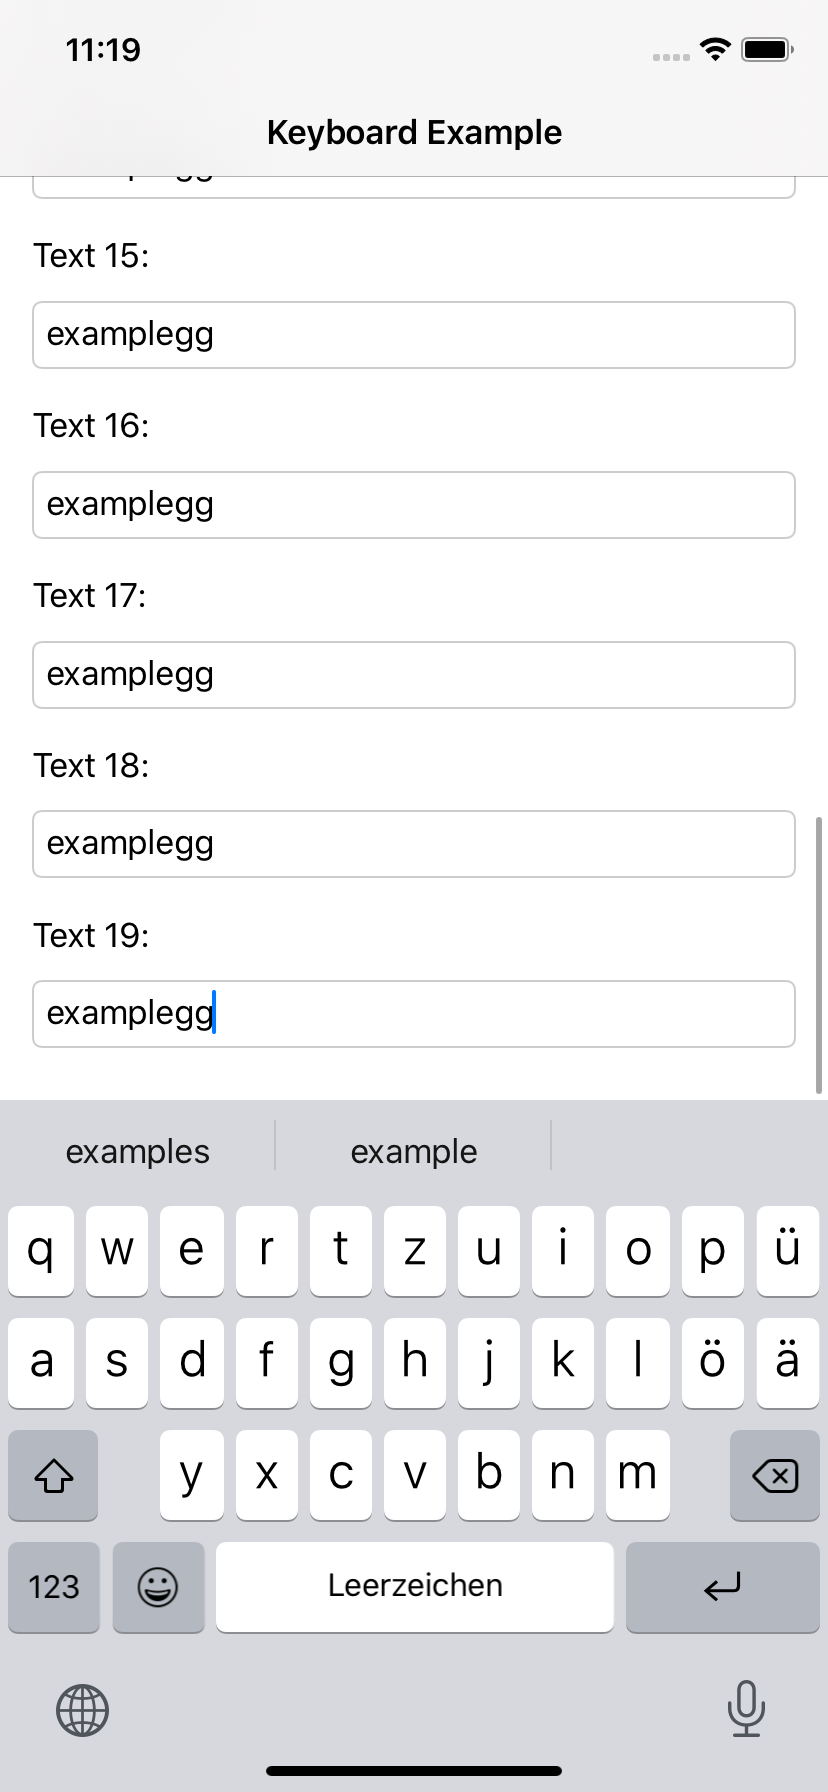 11:19
Keyboard Example
Text 15:
examplegg
Text 16:
examplegg
Text 17:
examplegg
Text 18:
examplegg
Text 19:
examplegg
examples example
q w e r t z u i o p ü
a s d f g h j k l ö ä
y x c v b n m
123 Leerzeichen